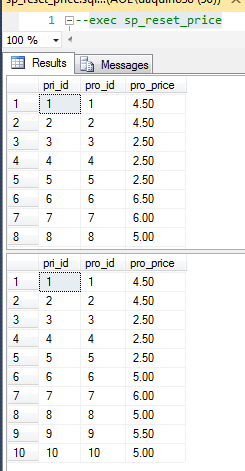 sp_reset_price.sql...(AOL\daquino38 (56))
1 --exec sp_reset_price
100 %
Results Messages
pri_id pro_id pro_price
1 1 1 4.50
2 2 2 4.50
3 3 3 2.50
4 4 4 2.50
5 5 5 2.50
6 6 6 6.50
7 7 7 6.00
8 8 8 5.00
pri_id pro_id pro_price
1 1 1 4.50
2 2 2 4.50
3 3 3 2.50
4 4 4 2.50
5 5 5 2.50
6 6 6 5.00
7 7 7 6.00
8 8 8 5.00
9 9 9 5.50
10 10 10 5.00